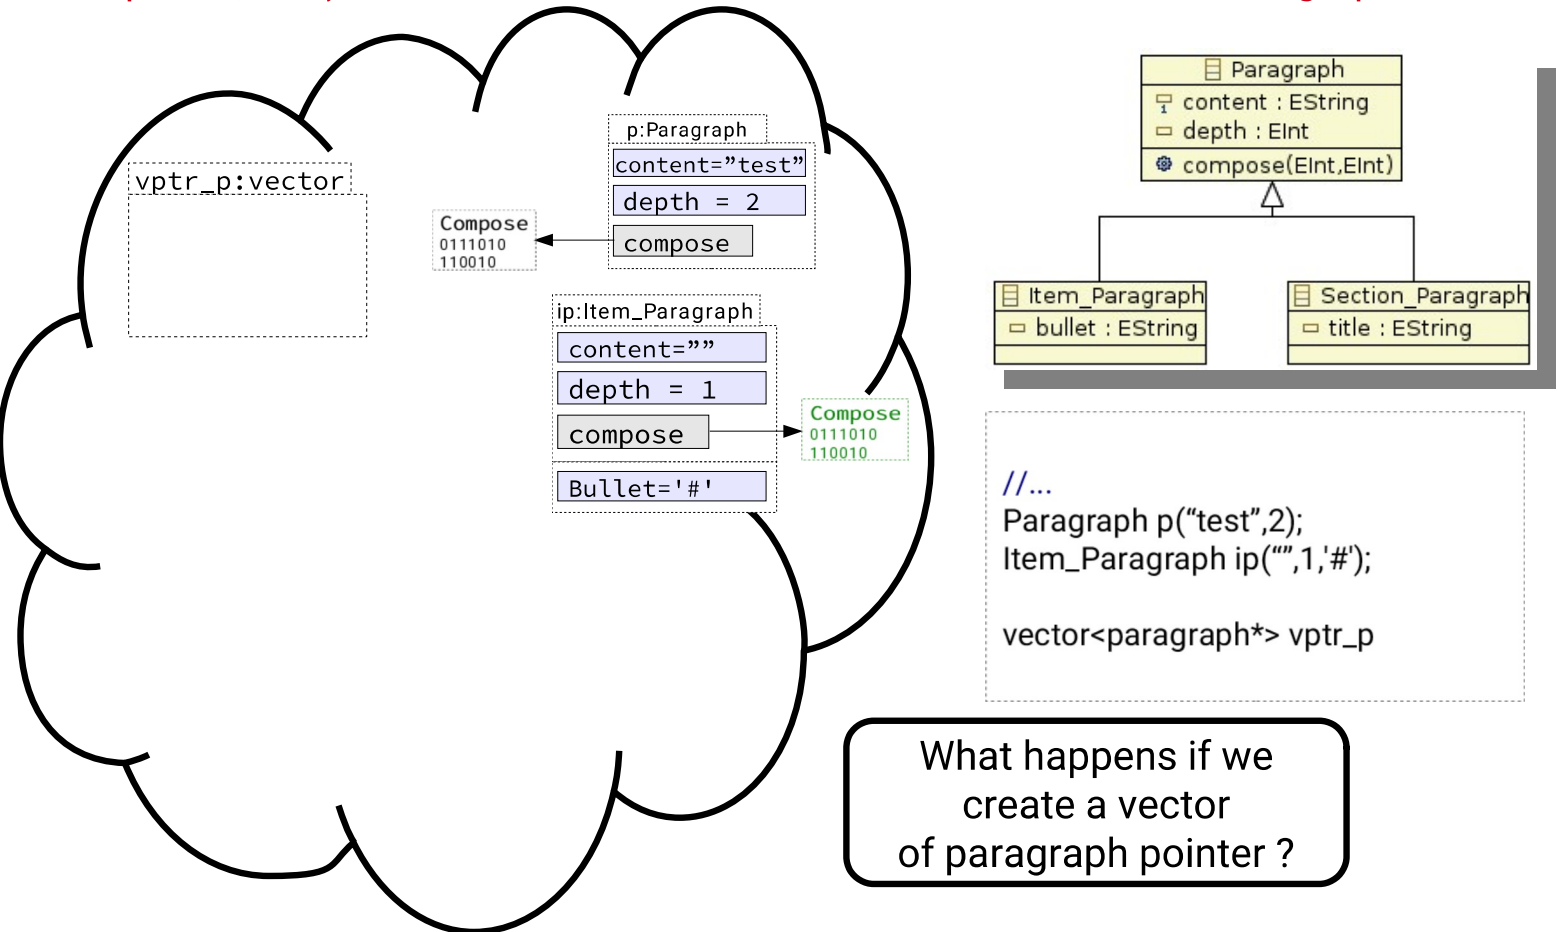 p:Paragraph
content=”test”
depth = 2
compose
vptr_p:vector
Compose
0111010
110010
ip:Item_Paragraph
content=””
depth = 1
compose
Bullet='#'
Compose
0111010
110010
Paragraph
content : EString
depth : EInt
compose(EInt,EInt)
Item_Paragraph
bullet : EString
Section_Paragraph
title : EString
//...
Paragraph p(“test”,2);
Item_Paragraph ip(“”,1,'#');
vector<paragraph*> vptr_p
What happens if we
create a vector
of paragraph pointer ?